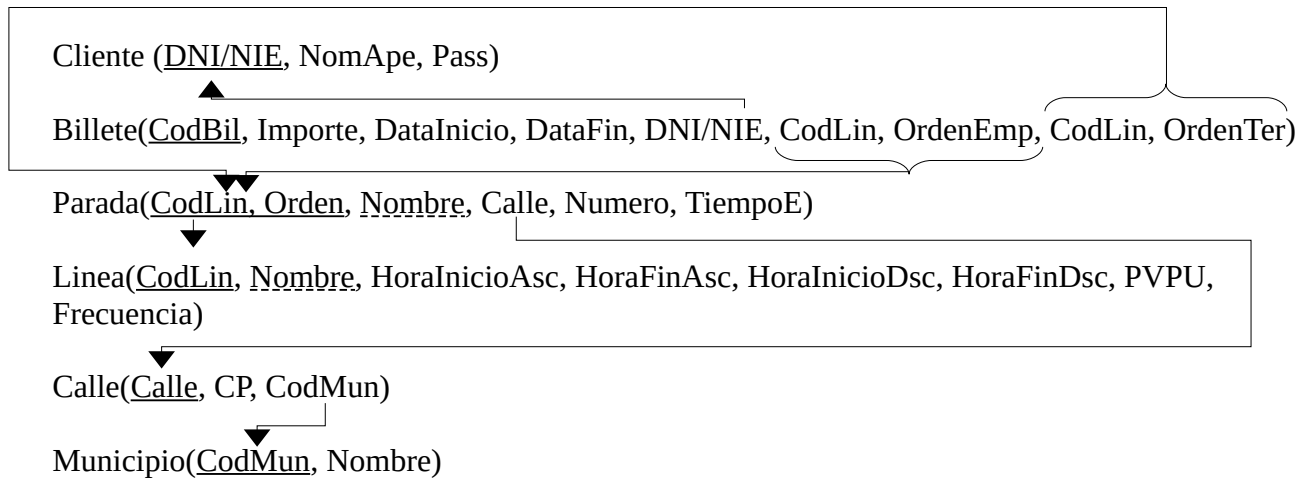 Cliente (DNI/NIE, NomApe, Pass)
Billete(CodBil, Importe, DataInicio, DataFin, DNI/NIE, CodLin, OrdenEmp, CodLin, OrdenTer)
Parada(CodLin, Orden, Nombre, Calle, Numero, TiempoE)
Linea(CodLin, Nombre, HoraInicioAsc, HoraFinAsc, HoraInicioDsc, HoraFinDsc, PVPU,
Frecuencia)
Calle(Calle, CP, CodMun)
Municipio(CodMun, Nombre)